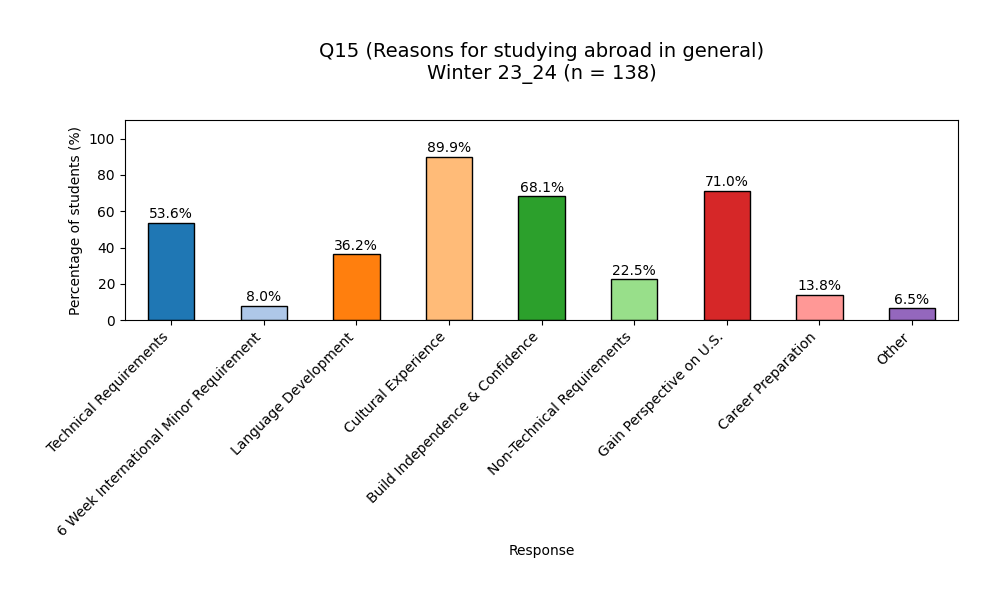 Q15 (Reasons for studying abroad in general)
Winter 23_24 (n = 138)
Percentage of students (%)
100
80
60
40
20
0
53.6%
8.0%
36.2%
89.9%
68.1%
22.5%
71.0%
13.8%
6.5%
Technical Requirements
6 Week International Minor Requirement
Language Development
Cultural Experience
Build Independence & Confidence
Non-Technical Requirements
Gain Perspective on U.S.
Career Preparation
Other
Response